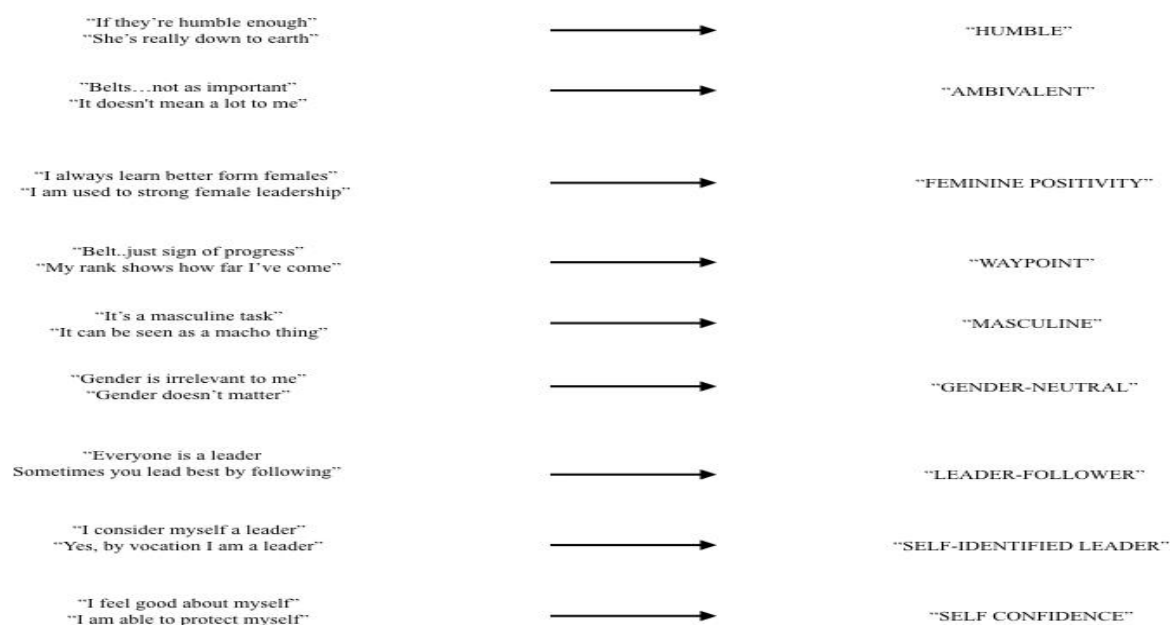 “If they’re humble enough”
“She’s really down to earth”
“HUMBLE”
“Belts…not as important”
“It doesn't mean a lot to me”
“AMBIVALENT”
“I always learn better form females”
“I am used to strong female leadership”
“FEMININE POSITIVITY”
“Belt..just sign of progress”
“My rank shows how far I’ve come”
“WAYPOINT”
“It’s a masculine task”
“It can be seen as a macho thing”
“MASCULINE”
“Gender is irrelevant to me”
“Gender doesn’t matter”
“GENDER-NEUTRAL”
“Everyone is a leader
Sometimes you lead best by following”
“LEADER-FOLLOWER”
“I consider myself a leader”
“Yes, by vocation I am a leader”
“SELF-IDENTIFIED LEADER”
“I feel good about myself”
“I am able to protect myself”
“SELF CONFIDENCE”